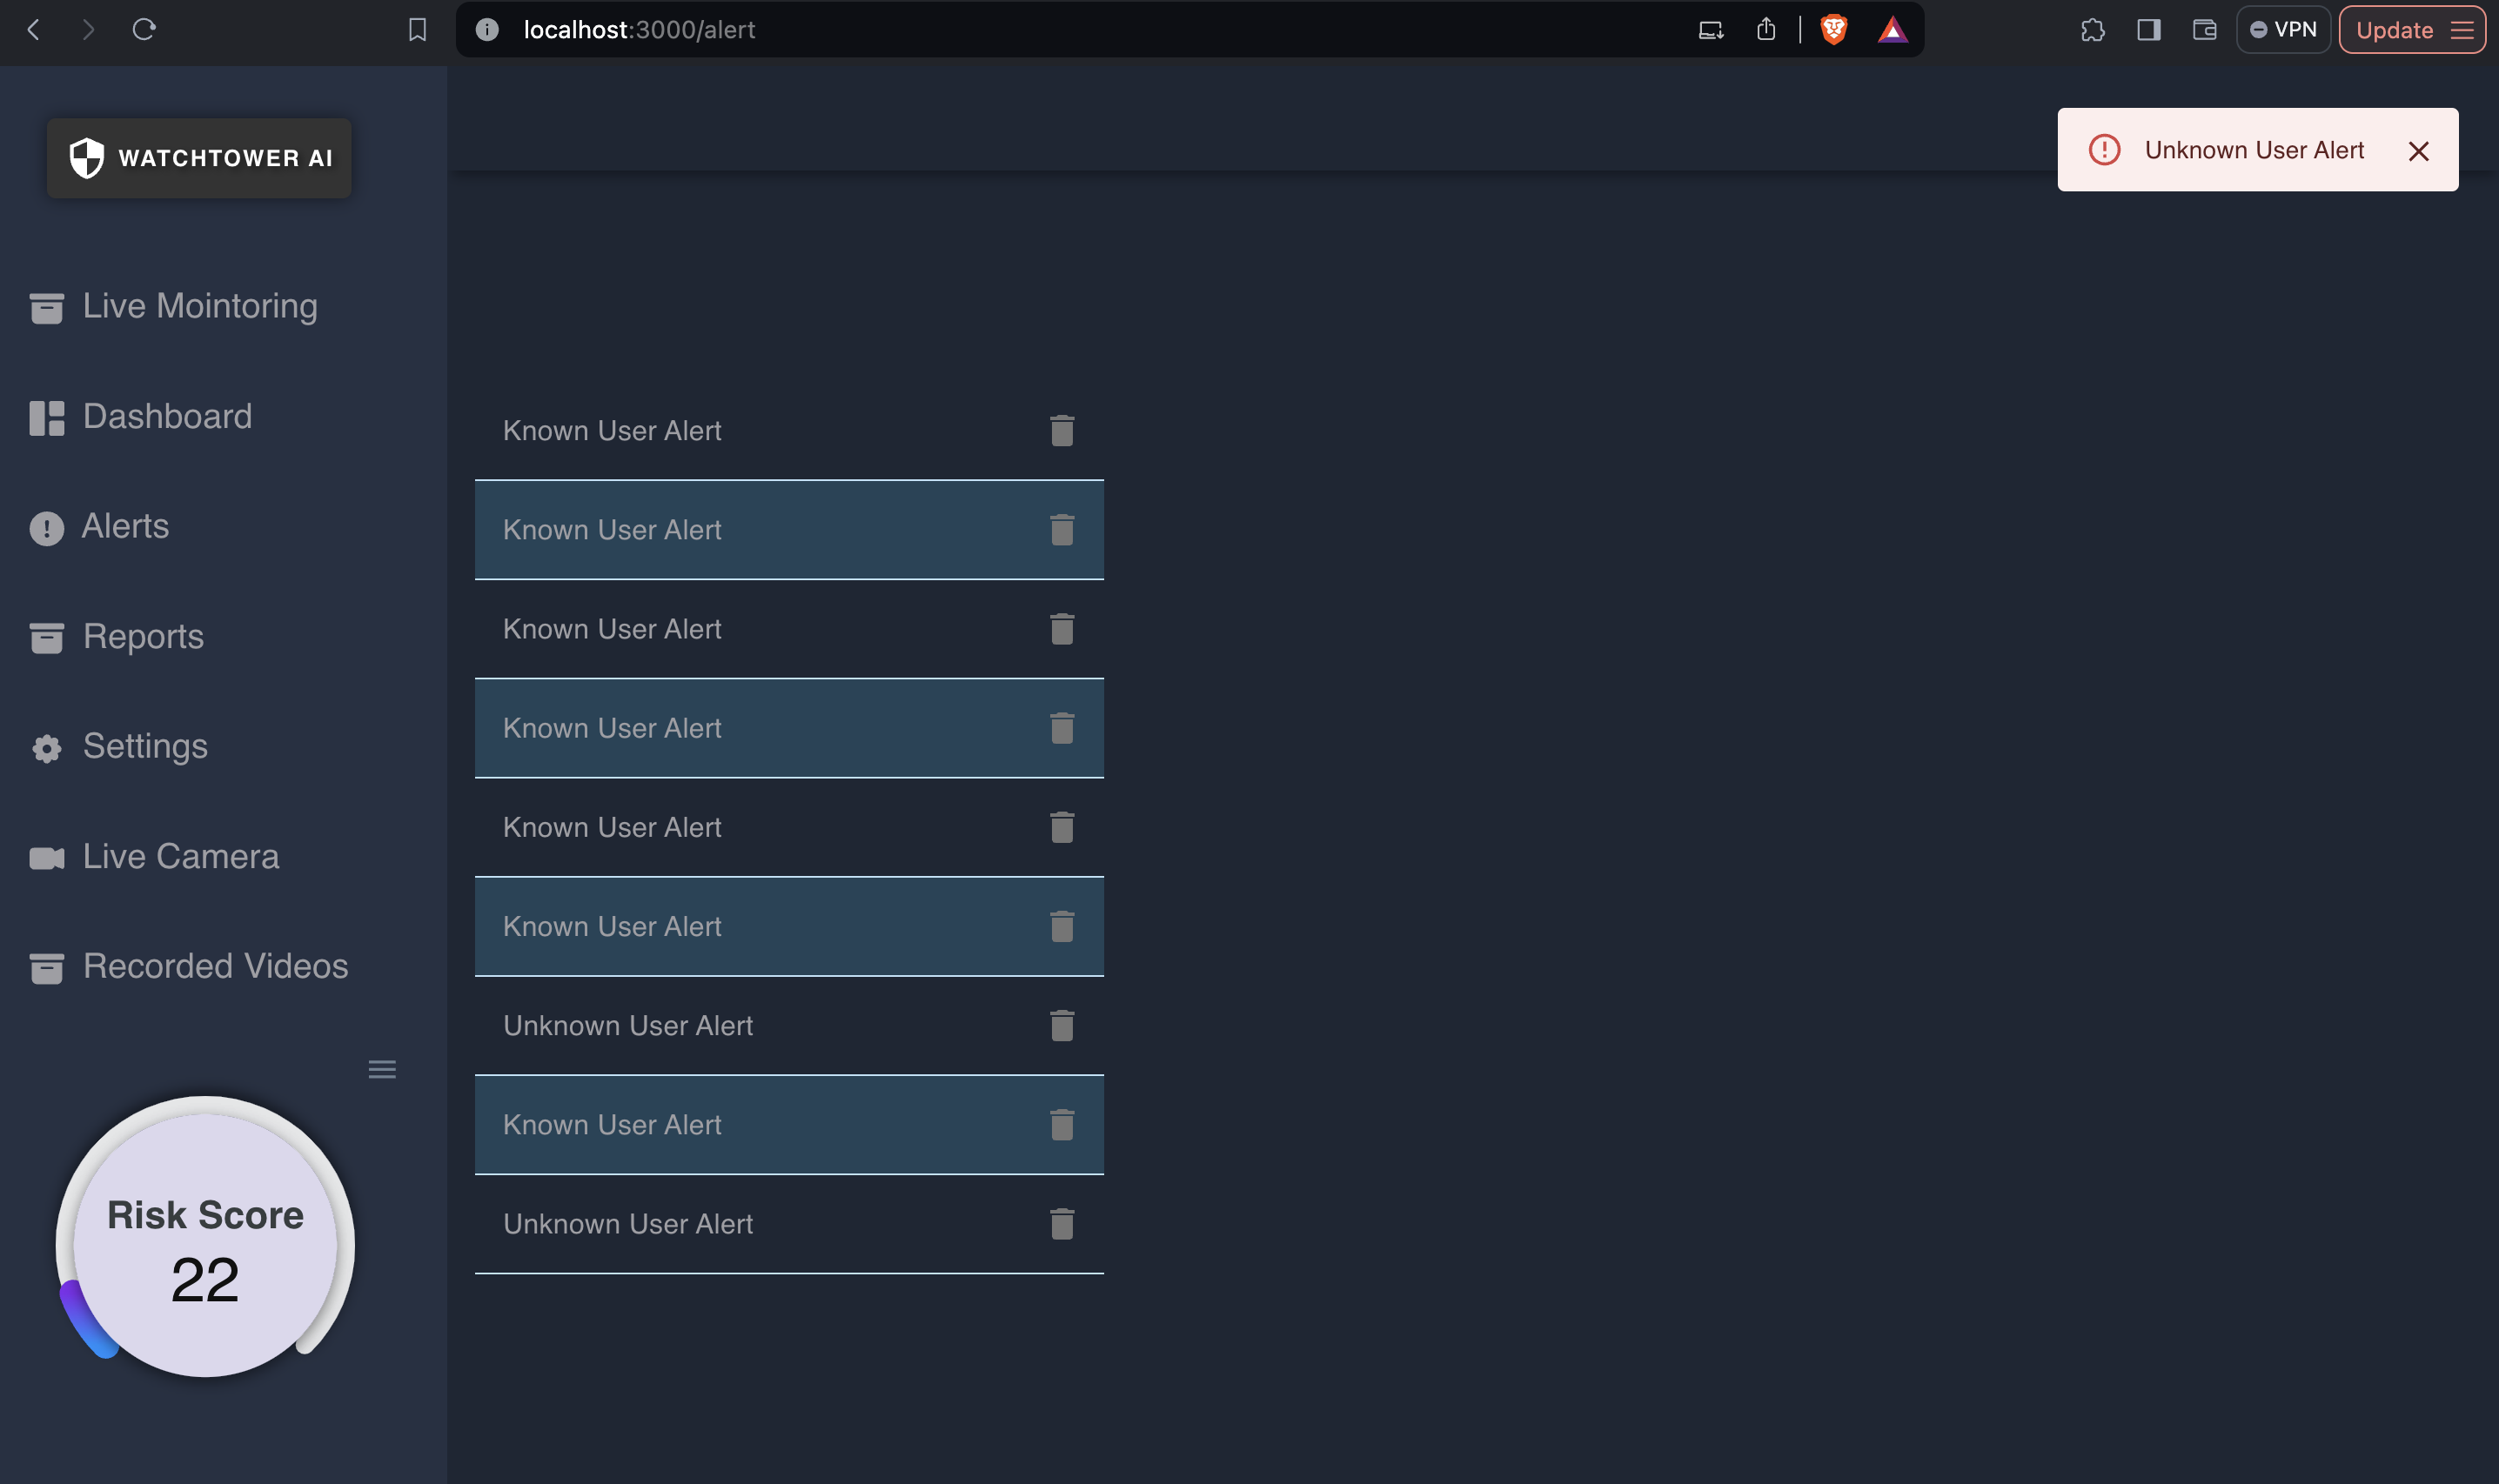 localhost:3000/alert
VPN
Update
WATCHTOWER AI
Unknown User Alert
Live Mointoring
Dashboard
Alerts
Reports
Settings
Live Camera
Recorded Videos
Risk Score
22
Known User Alert
Known User Alert
Known User Alert
Known User Alert
Known User Alert
Known User Alert
Unknown User Alert
Known User Alert
Unknown User Alert